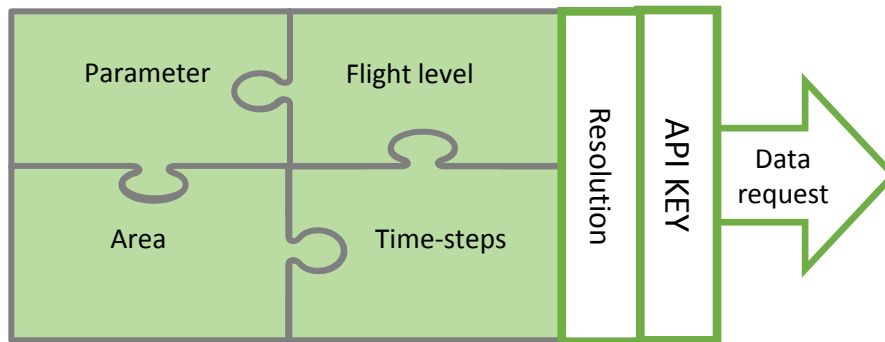 Parameter
Flight level
Area
Time-steps
Resolution
API KEY
Data
request